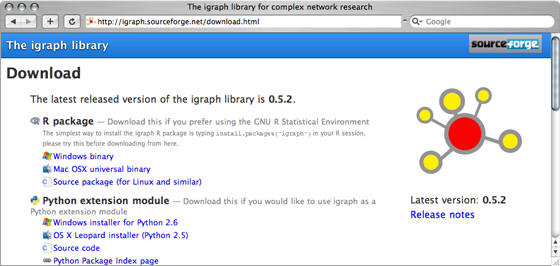 The igraph library for complex network research
http://igraph.sourceforge.net/download.html
Google
The igraph library
sourceforge
Download
The latest released version of the igraph library is 0.5.2.
R package — Download this if you prefer using the GNU R Statistical Environment
The simplest way to install the igraph R package is typing install.packages("igraph") in your R session,
please try this before downloading from here.
Windows binary
Mac OSX universal binary
Source package (for Linux and similar)
Python extension module — Download this if you would like to use igraph as a
Python extension module
Windows installer for Python 2.6
OS X Leopard installer (Python 2.5)
Source code
Python Package Index page
Latest version: 0.5.2
Release notes